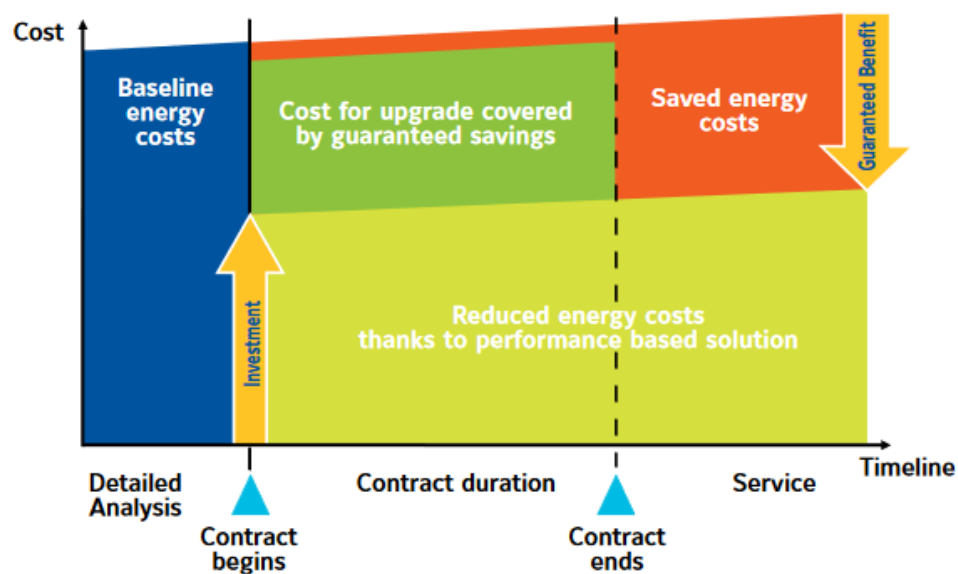 Cost
Baseline
energy
costs
Cost for upgrade covered
by guaranteed savings
Saved energy
costs
Guaranteed Benefit
Investment
Reduced energy costs
thanks to performance based solution
Timeline
Detailed
Analysis
Contract duration
Service
Contract
begins
Contract
ends